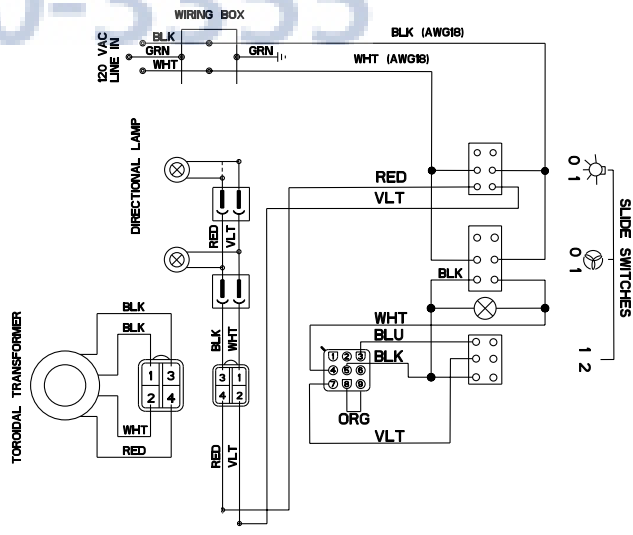 0-3355
WIRING BOX
BLK (AWG18)
BLK
GRN
GRN
WHT
WHT (AWG18)
120 VAC
LINE IN
DIRECTIONAL LAMP
RED
VLT
RED
VLT
0 1
0 1
1 2
SLIDE SWITCHES
BLK
BLK
BLK
BLK
WHT
WHT
BLU
BLK
1 2 3
4 5 6
7 8 9
ORG
VLT
TOROIDAL TRANSFORMER
1 3
2 4
3 1
4 2
WHT
RED
RED
VLT